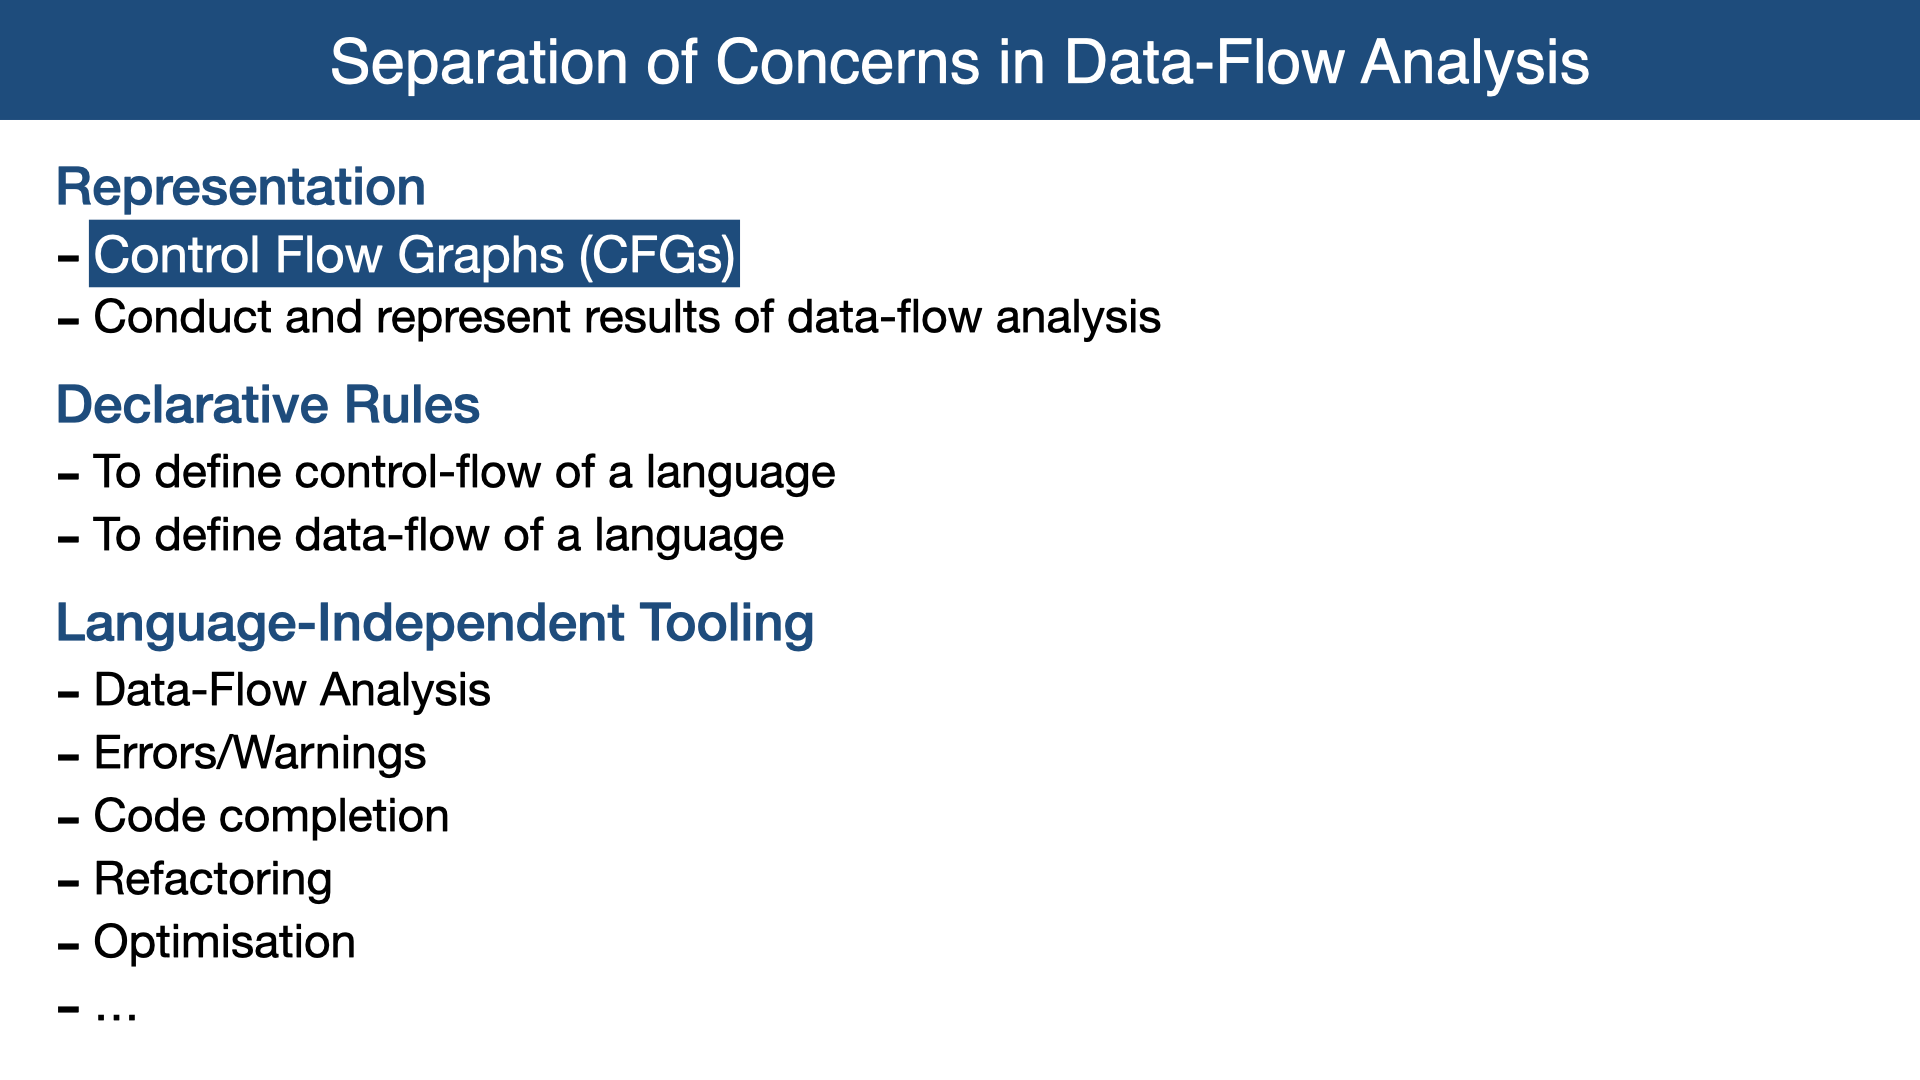 Separation of Concerns in Data-Flow Analysis
Representation
- Control Flow Graphs (CFGs)
- Conduct and represent results of data-flow analysis
Declarative Rules
- To define control-flow of a language
- To define data-flow of a language
Language-Independent Tooling
- Data-Flow Analysis
- Errors/Warnings
- Code completion
- Refactoring
- Optimisation
- …